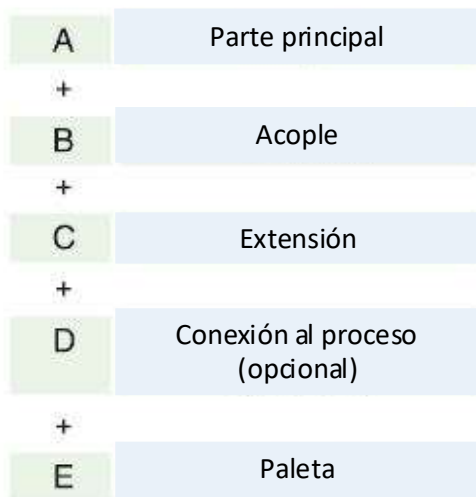 A Parte principal
+
B Acople
+
C Extensión
+
D Conexión al proceso
(opcional)
+
E Paleta